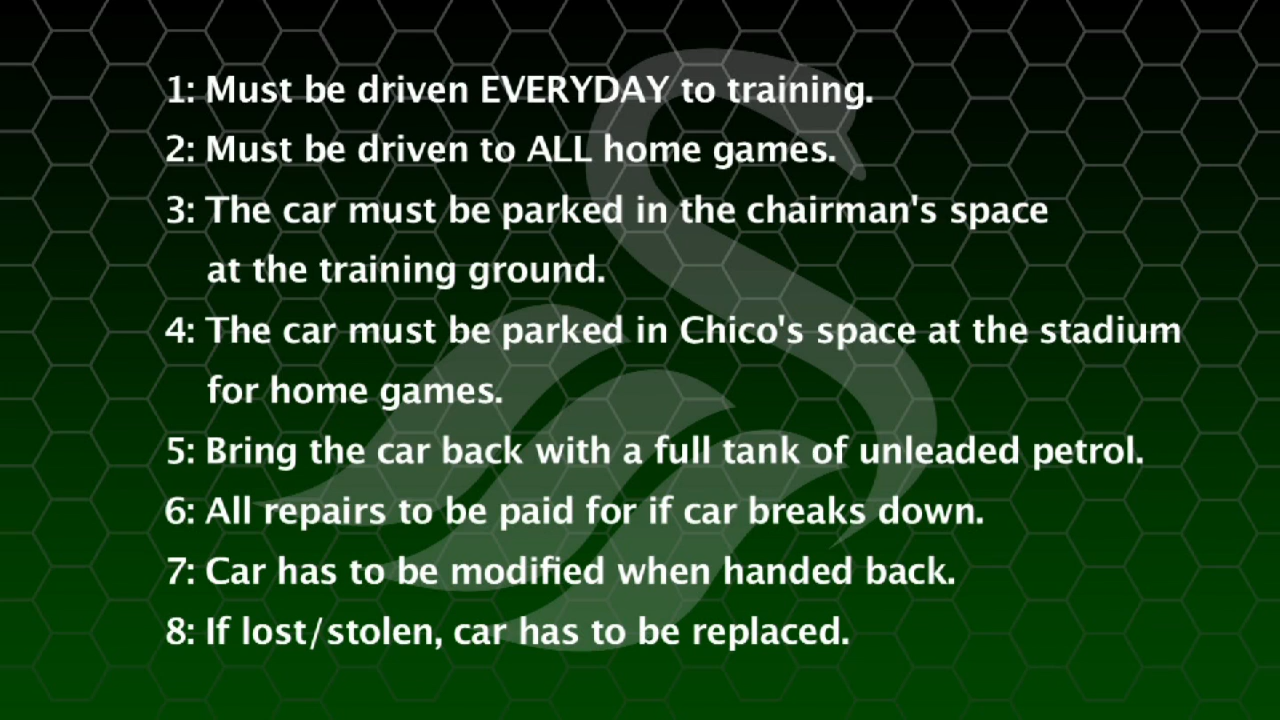 1: Must be driven EVERYDAY to training.
2: Must be driven to ALL home games.
3: The car must be parked in the chairman's space
at the training ground.
4: The car must be parked in Chico's space at the stadium
for home games.
5: Bring the car back with a full tank of unleaded petrol.
6: All repairs to be paid for if car breaks down.
7: Car has to be modified when handed back.
8: If lost/stolen, car has to be replaced.